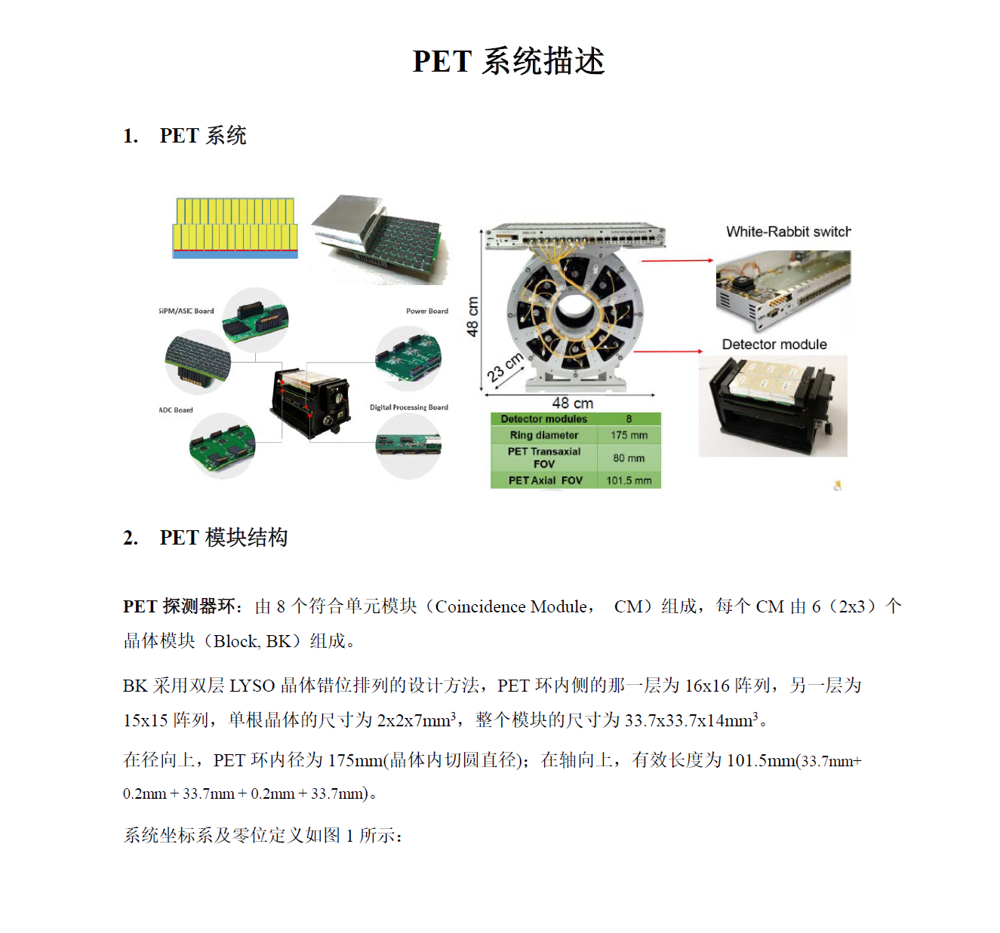 PET 系统描述
1. PET 系统
SiPM/ASIC Board
Power Board
ADC Board
Digital Processing Board
48 cm
23 cm
48 cm
White-Rabbit switch
Detector module
Detector modules 8
Ring diameter 175 mm
PET Transaxial FOV 80 mm
PET Axial FOV 101.5 mm
2. PET 模块结构
PET 探测器环：由 8 个符合单元模块（Coincidence Module， CM）组成，每个 CM 由 6（2x3）个
晶体模块（Block, BK）组成。
BK 采用双层 LYSO 晶体错位排列的设计方法，PET 环内侧的那一层为 16x16 阵列，另一层为
15x15 阵列，单根晶体的尺寸为 2x2x7mm³，整个模块的尺寸为 33.7x33.7x14mm³。
在径向上，PET 环内径为 175mm(晶体内切圆直径)；在轴向上，有效长度为 101.5mm(33.7mm+
0.2mm + 33.7mm + 0.2mm + 33.7mm)。
系统坐标系及零位定义如图 1 所示：